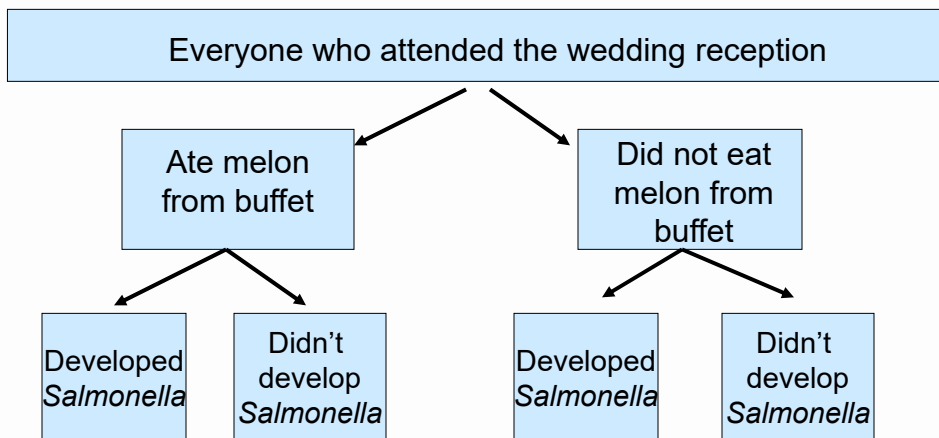 Everyone who attended the wedding reception
Ate melon
from buffet
Did not eat
melon from
buffet
Developed
Salmonella
Didn’t
develop
Salmonella
Developed
Salmonella
Didn’t
develop
Salmonella